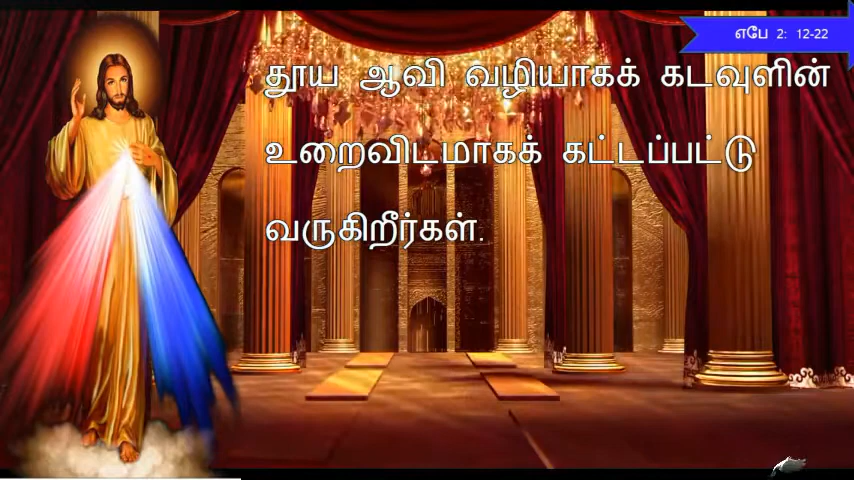 எபே 2: 12-22
தூய ஆவி வழியாகக் கடவுளின்
உறைவிடமாகக் கட்டப்பட்டு
வருகிறீர்கள்.